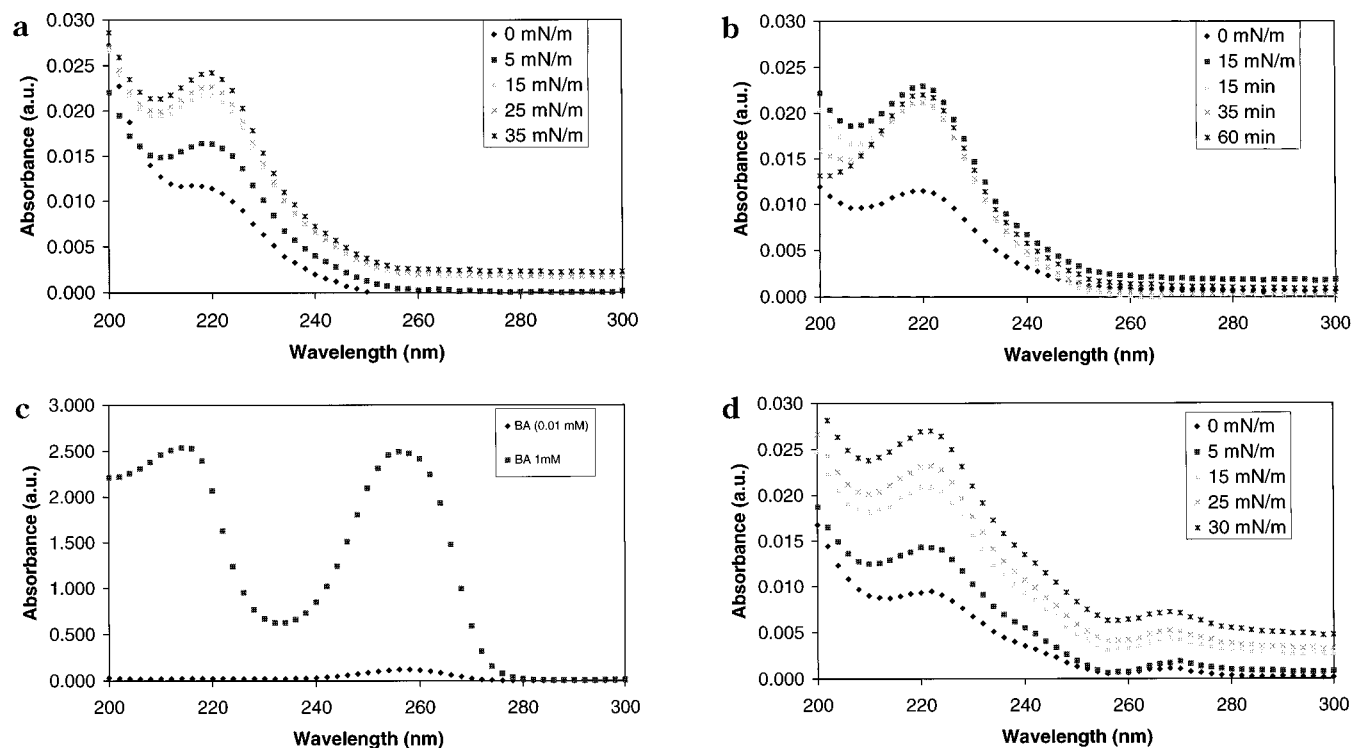 a
0.030
0.025
0.020
0.015
0.010
0.005
0.000
Absorbance (a.u.)
200 220 240 260 280 300
Wavelength (nm)
0 mN/m
5 mN/m
15 mN/m
25 mN/m
35 mN/m
b
0.030
0.025
0.020
0.015
0.010
0.005
0.000
Absorbance (a.u.)
200 220 240 260 280 300
Wavelength (nm)
0 mN/m
15 mN/m
15 min
35 min
60 min
c
3.000
2.500
2.000
1.500
1.000
0.500
0.000
Absorbance (a.u.)
200 220 240 260 280 300
Wavelength (nm)
BA (0.01 mM)
BA 1mM
d
0.030
0.025
0.020
0.015
0.010
0.005
0.000
Absorbance (a.u.)
200 220 240 260 280 300
Wavelength (nm)
0 mN/m
5 mN/m
15 mN/m
25 mN/m
30 mN/m